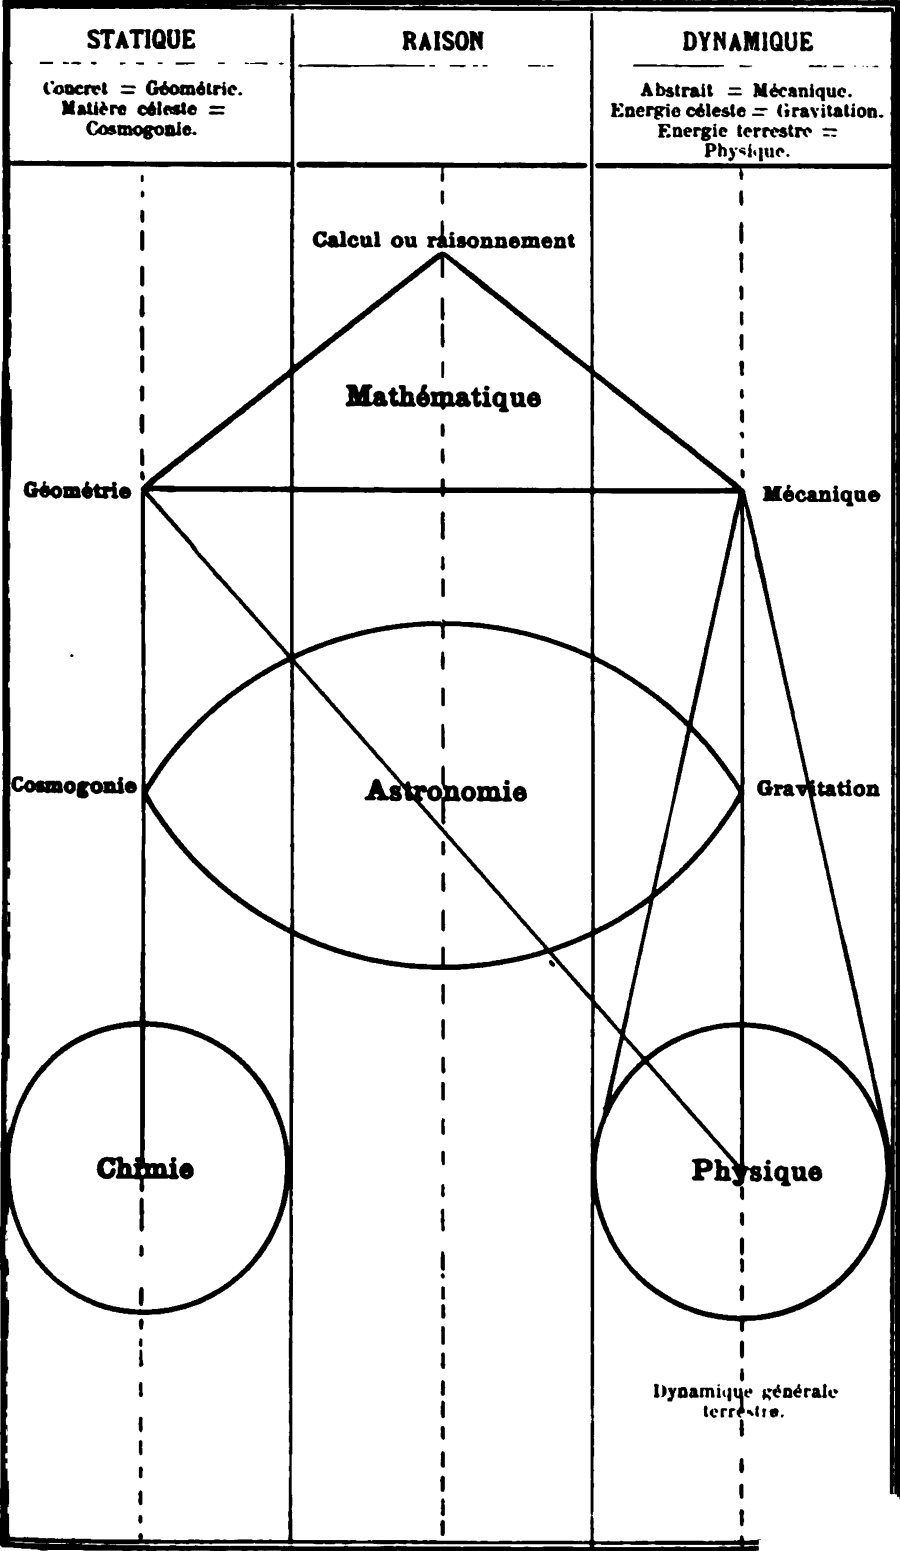 STATIQUE
RAISON
DYNAMIQUE
Concret = Géométrie.
Matière céleste =
Cosmogonie.
Abstrait = Mécanique.
Energie céleste = Gravitation.
Energie terrestre =
Physique.
Calcul ou raisonnement
Mathématique
Géométrie
Mécanique
Cosmogonie
Astronomie
Gravitation
Chimie
Physique
Dynamique générale
terrestre.